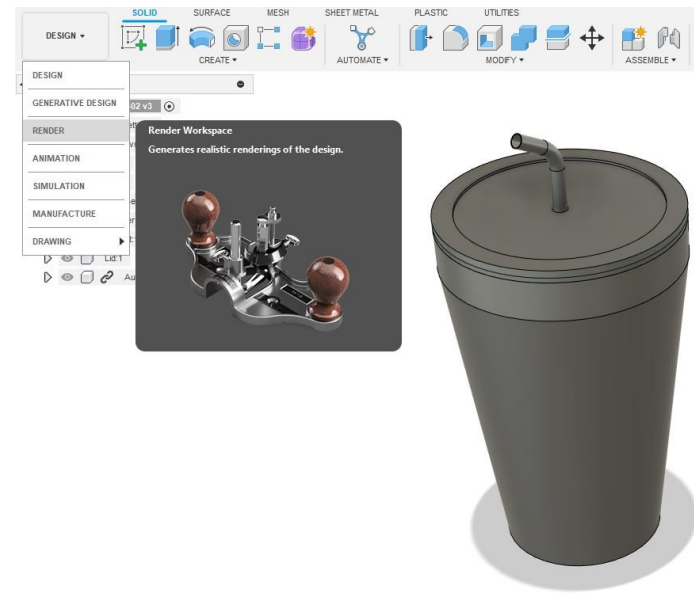 SOLID SURFACE MESH SHEET METAL PLASTIC UTILITIES
DESIGN
CREATE AUTOMATE MODIFY ASSEMBLE
DESIGN
GENERATIVE DESIGN
02 v3
RENDER
Render Workspace
Generates realistic renderings of the design.
ANIMATION
SIMULATION
MANUFACTURE
DRAWING
Lid:1
Au